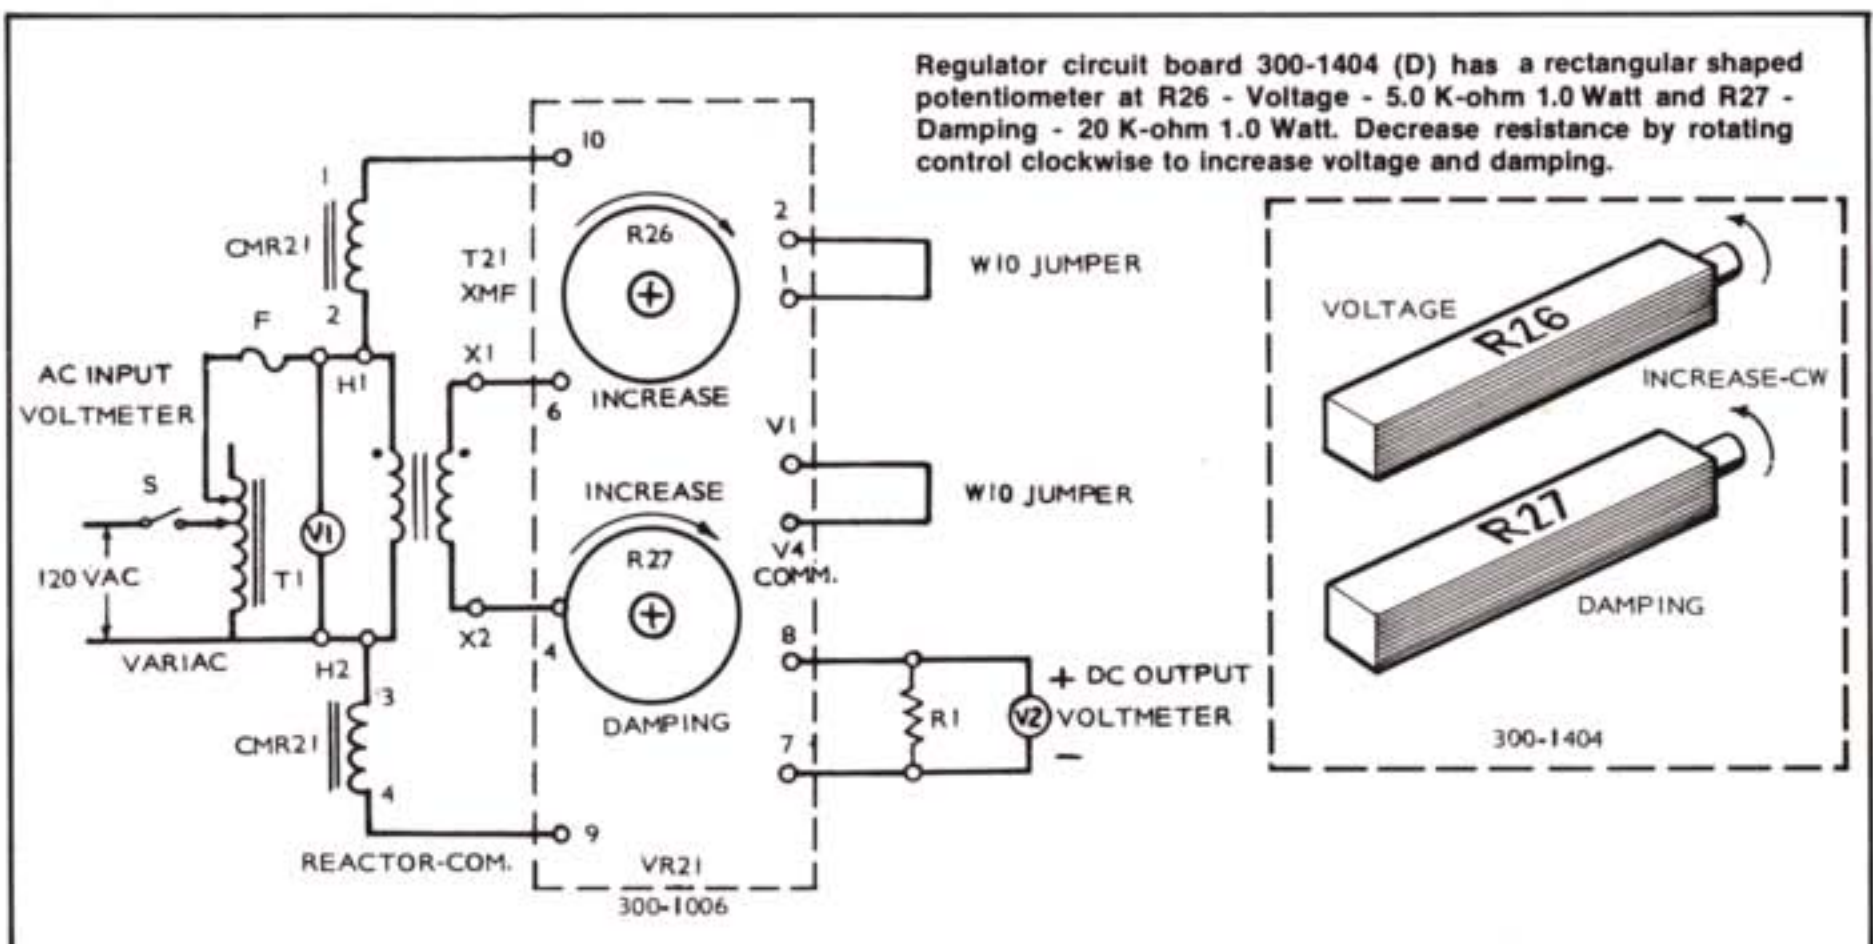 Regulator circuit board 300-1404 (D) has a rectangular shaped
potentiometer at R26 - Voltage - 5.0 K-ohm 1.0 Watt and R27 -
Damping - 20 K-ohm 1.0 Watt. Decrease resistance by rotating
control clockwise to increase voltage and damping.
10
1
CMR21
2
F
H1
AC INPUT
VOLTMETER
S
V1
120 VAC
T1
VARIAC
H2
3
CMR21
4
REACTOR-COM.
9
T21
XMF
X1
6
X2
4
R26
INCREASE
INCREASE
R27
DAMPING
VR21
300-1006
2
1
W10 JUMPER
V1
W10 JUMPER
V4
COMM.
8
7
R1
V2
+ DC OUTPUT
VOLTMETER
-
VOLTAGE
R26
INCREASE-CW
R27
DAMPING
300-1404